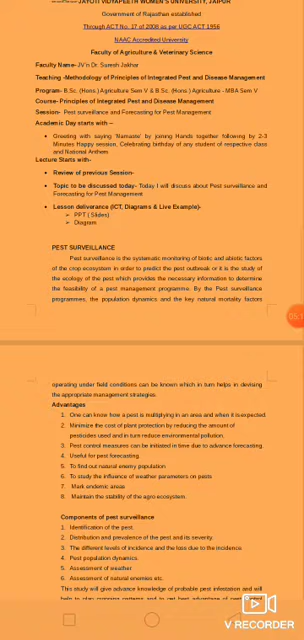 JAYOTI VIDYAPEETH WOMEN'S UNIVERSITY, JAIPUR
Government of Rajasthan established
Through ACT No. 17 of 2008 as per UGC ACT 1956
NAAC Accredited University
Faculty of Agriculture & Veterinary Science
Faculty Name- JV'n Dr. Suresh Jakhar
Teaching -Methodology of Principles of Integrated Pest and Disease Management
Program- B.Sc. (Hons.) Agriculture Sem V & B.Sc. (Hons.) Agriculture - MBA Sem V
Course- Principles of Integrated Pest and Disease Management
Session- Pest surveillance and Forecasting for Pest Management
Academic Day starts with –
• Greeting with saying 'Namaste' by joining Hands together following by 2-3
Minutes Happy session, Celebrating birthday of any student of respective class
and National Anthem.
Lecture Starts with-
• Review of previous Session-
• Topic to be discussed today- Today I will discuss about Pest surveillance and
Forecasting for Pest Management
• Lesson deliverance (ICT, Diagrams & Live Example)-
➢ PPT ( Slides)
➢ Diagram
PEST SURVEILLANCE
Pest surveillance is the systematic monitoring of biotic and abiotic factors
of the crop ecosystem in order to predict the pest outbreak or it is the study of
the ecology of the pest which provides the necessary information to determine
the feasibility of a pest management programme. By the Pest surveillance
programmes, the population dynamics and the key natural mortality factors
05:1
operating under field conditions can be known which in turn helps in devising
the appropriate management strategies.
Advantages
1. One can know how a pest is multiplying in an area and when it is expected.
2. Minimize the cost of plant protection by reducing the amount of
pesticides used and in turn reduce environmental pollution.
3. Pest control measures can be initiated in time due to advance forecasting.
4. Useful for pest forecasting.
5. To find out natural enemy population
6. To study the influence of weather parameters on pests
7. Mark endemic areas
8. Maintain the stability of the agro ecosystem.
Components of pest surveillance
1. Identification of the pest.
2. Distribution and prevalence of the pest and its severity.
3. The different levels of incidence and the loss due to the incidence.
4. Pest population dynamics.
5. Assessment of weather.
6. Assessment of natural enemies etc.
This study will give advance knowledge of probable pest infestation and will
help to plan cropping patterns and to get best advantage of pest control
V RECORDER